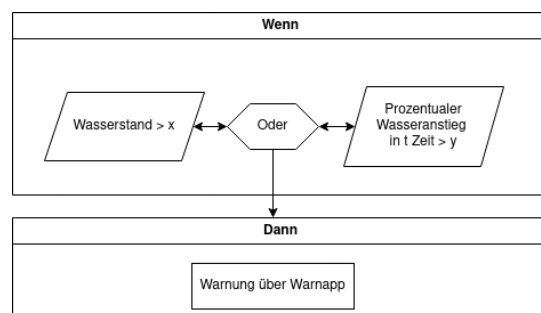 Wenn
Wasserstand > x
Oder
Prozentualer
Wasseranstieg
in t Zeit > y
Dann
Warnung über Warnapp